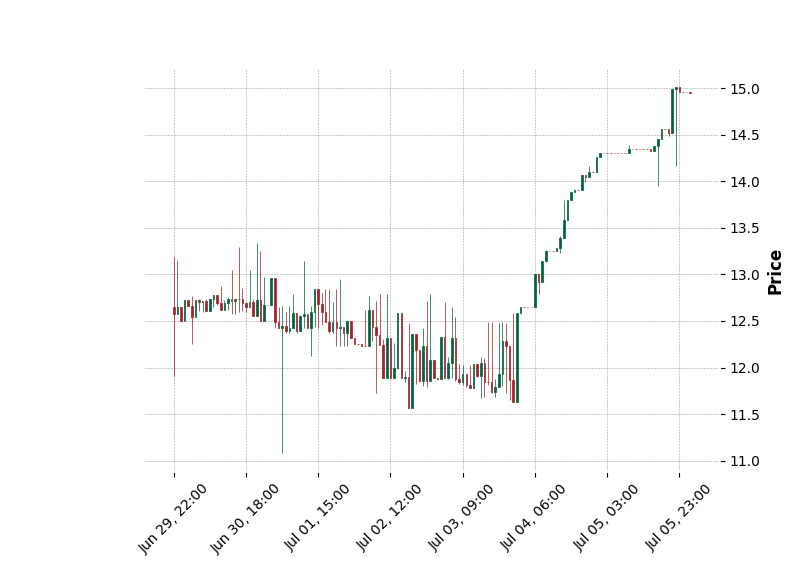 15.0
14.5
14.0
13.5
13.0
12.5
12.0
11.5
11.0
Price
Jun 29, 22:00
Jun 30, 18:00
Jul 01, 15:00
Jul 02, 12:00
Jul 03, 09:00
Jul 04, 06:00
Jul 05, 03:00
Jul 05, 23:00